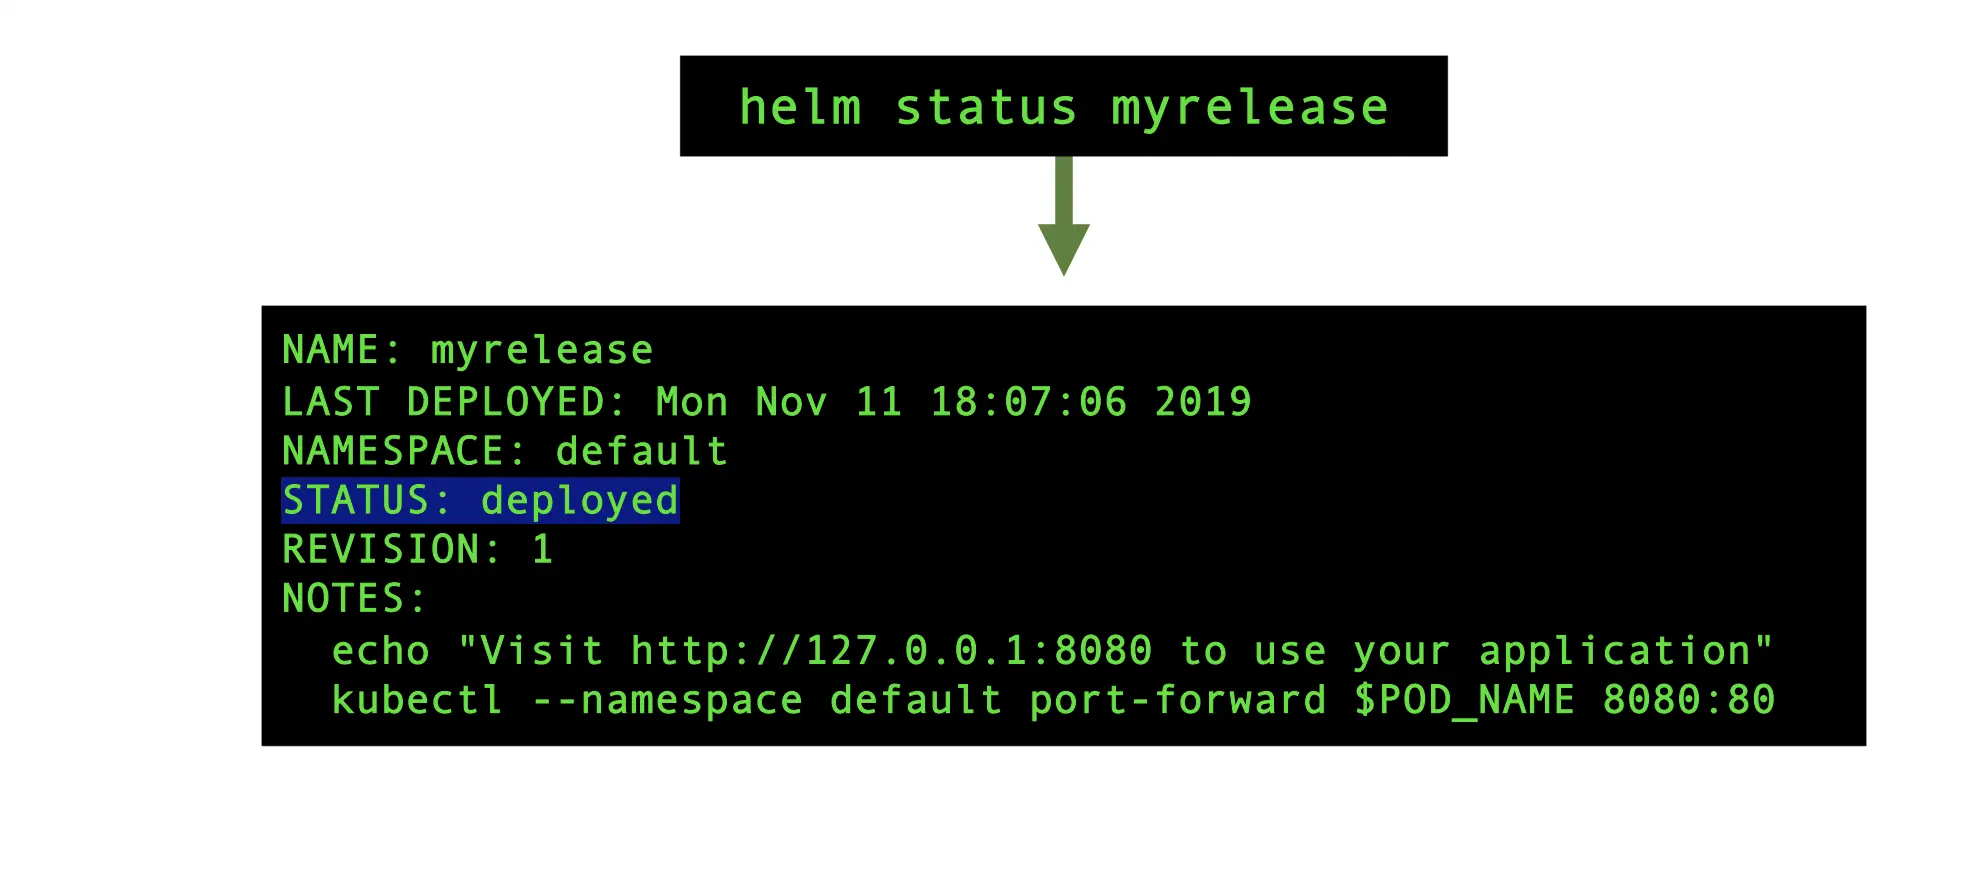 helm status myrelease
NAME: myrelease
LAST DEPLOYED: Mon Nov 11 18:07:06 2019
NAMESPACE: default
STATUS: deployed
REVISION: 1
NOTES:
echo "Visit http://127.0.0.1:8080 to use your application"
kubectl --namespace default port-forward $POD_NAME 8080:80